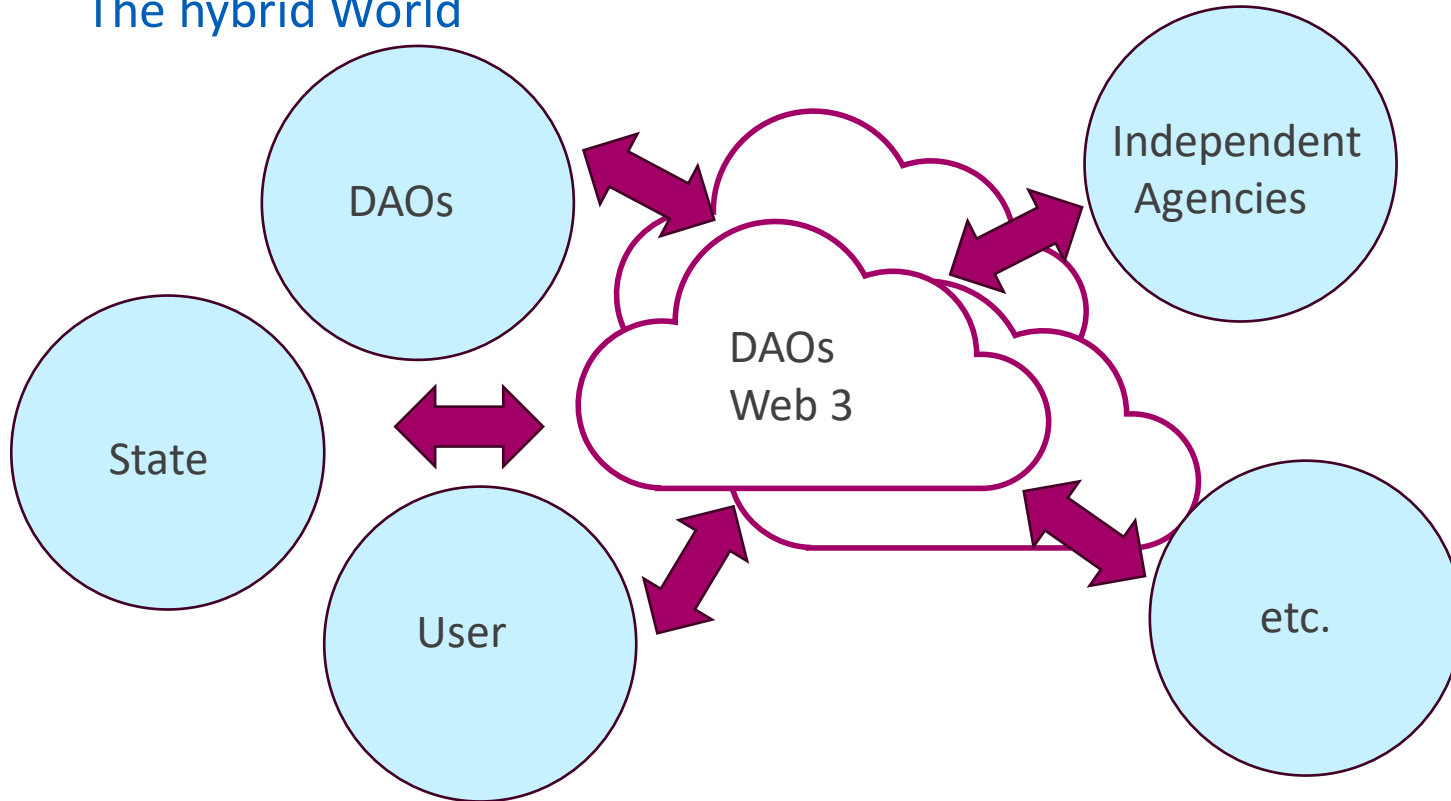 The hybrid World
DAOs
Independent
Agencies
DAOs
Web 3
State
User
etc.